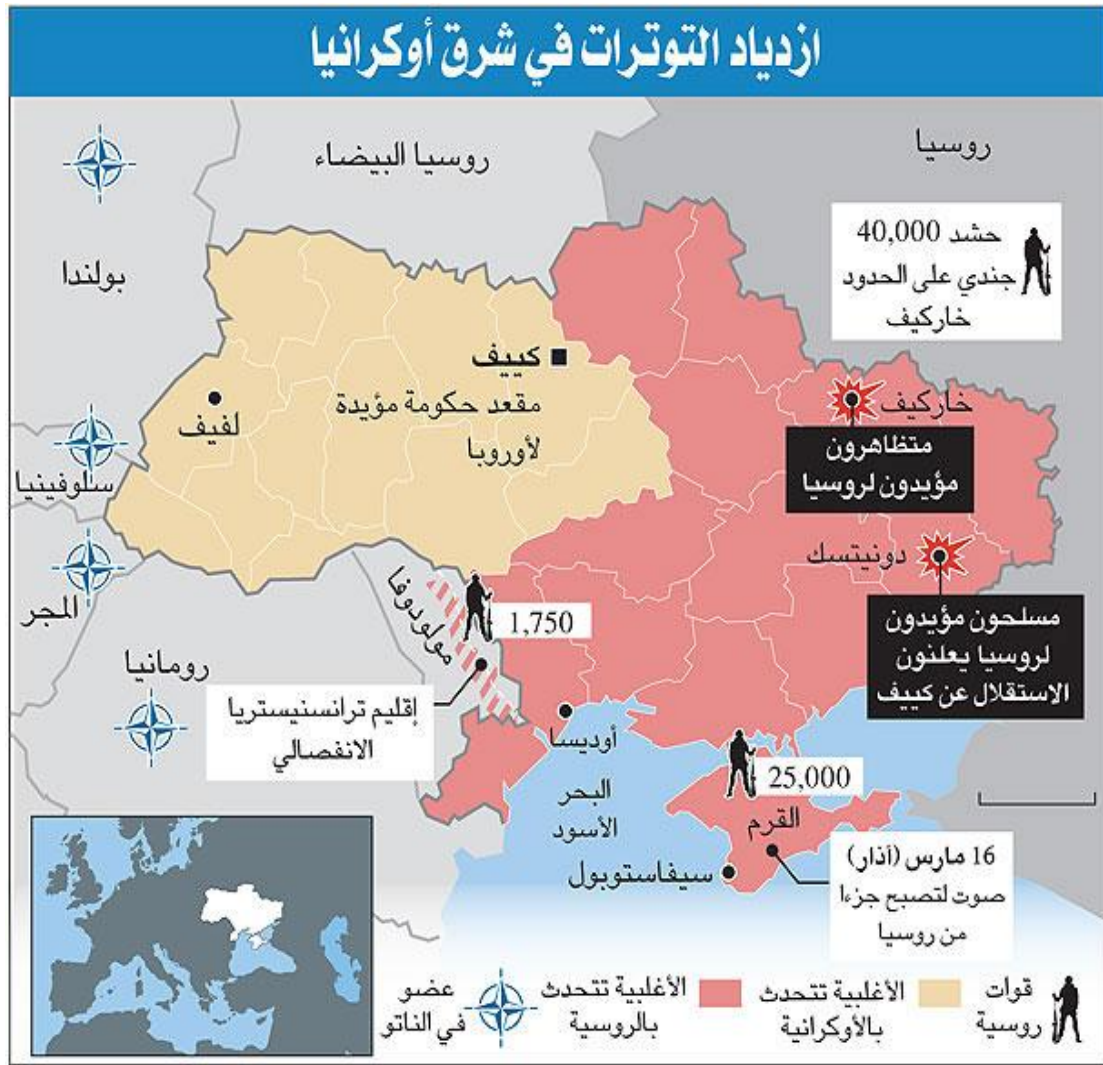 ازدياد التوترات في شرق أوكرانيا
روسيا البيضاء
روسيا
بولندا
حشد 40,000
جندي على الحدود
خاركيف
كييف
مقعد حكومة مؤيدة
لأوروبا
لفيف
خاركيف
متظاهرون
مؤيدون لروسيا
سلوفينيا
دونيتسك
المجر
مولودوفا
1,750
مسلحون مؤيدون
لروسيا يعلنون
الاستقلال عن كييف
رومانيا
إقليم ترانسنيستريا
الانفصالي
أوديسا
25,000
البحر
الأسود
القرم
سيفاستوبول
16 مارس (أذار)
صوت لتصبح جزءا
من روسيا
قوات
روسية
الأغلبية تتحدث
بالأوكرانية
الأغلبية تتحدث
بالروسية
عضو
في الناتو